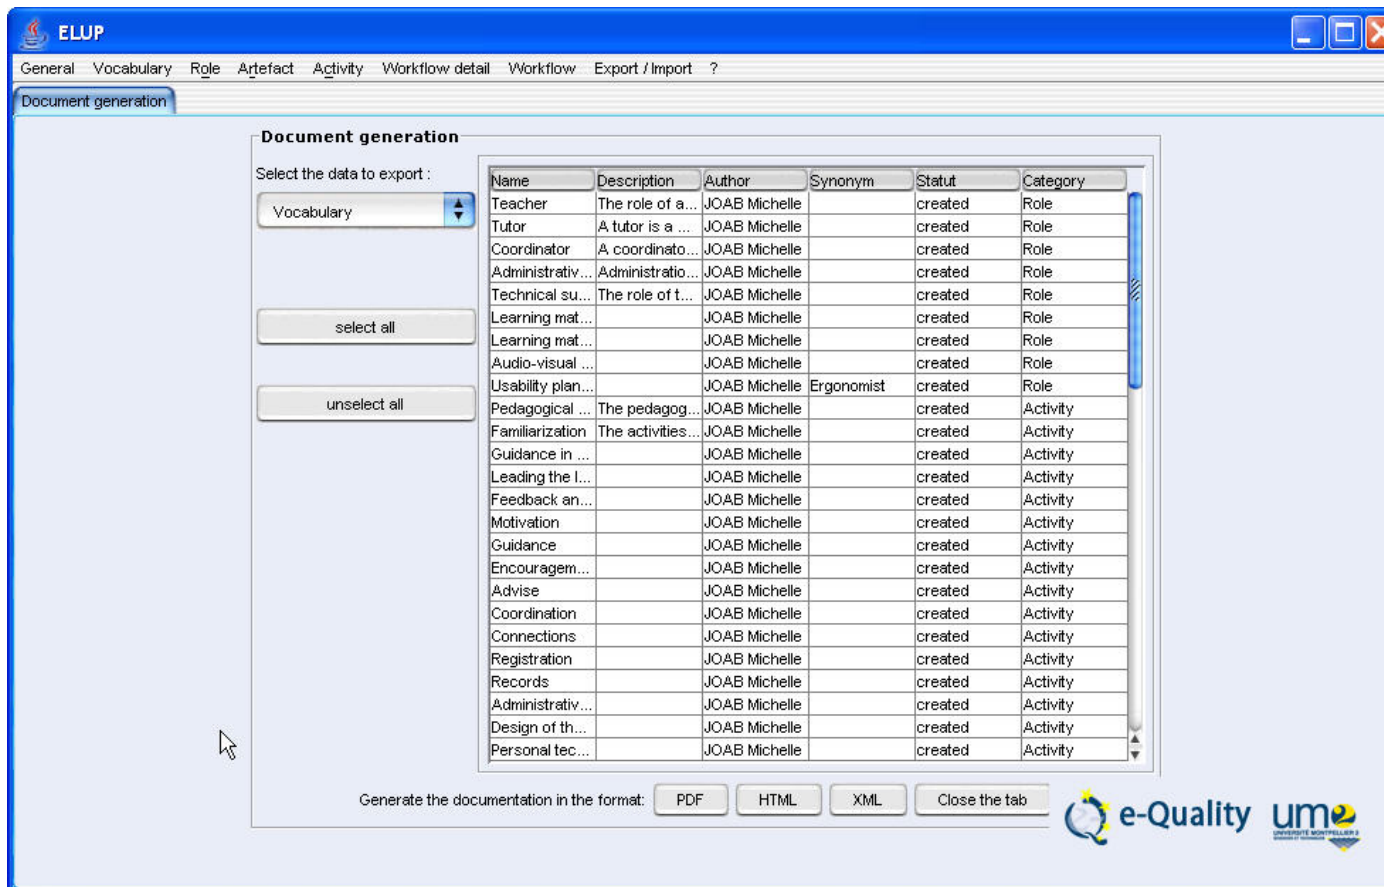 ELUP
General Vocabulary Role Artefact Activity Workflow detail Workflow Export / Import ?
Document generation
Document generation
Select the data to export :
Vocabulary
select all
unselect all
Name Description Author Synonym Statut Category
Teacher The role of a... JOAB Michelle created Role
Tutor A tutor is a ... JOAB Michelle created Role
Coordinator A coordinato... JOAB Michelle created Role
Administrativ... Administratio... JOAB Michelle created Role
Technical su... The role of t... JOAB Michelle created Role
Learning mat... JOAB Michelle created Role
Learning mat... JOAB Michelle created Role
Audio-visual ... JOAB Michelle created Role
Usability plan... JOAB Michelle Ergonomist created Role
Pedagogical ... The pedagog... JOAB Michelle created Activity
Familiarization The activities... JOAB Michelle created Activity
Guidance in ... JOAB Michelle created Activity
Leading the l... JOAB Michelle created Activity
Feedback an... JOAB Michelle created Activity
Motivation JOAB Michelle created Activity
Guidance JOAB Michelle created Activity
Encouragem... JOAB Michelle created Activity
Advise JOAB Michelle created Activity
Coordination JOAB Michelle created Activity
Connections JOAB Michelle created Activity
Registration JOAB Michelle created Activity
Records JOAB Michelle created Activity
Administrativ... JOAB Michelle created Activity
Design of th... JOAB Michelle created Activity
Personal tec... JOAB Michelle created Activity
Generate the documentation in the format: PDF HTML XML Close the tab
e-Quality um2
UNIVERSITÉ MONTPELLIER 2